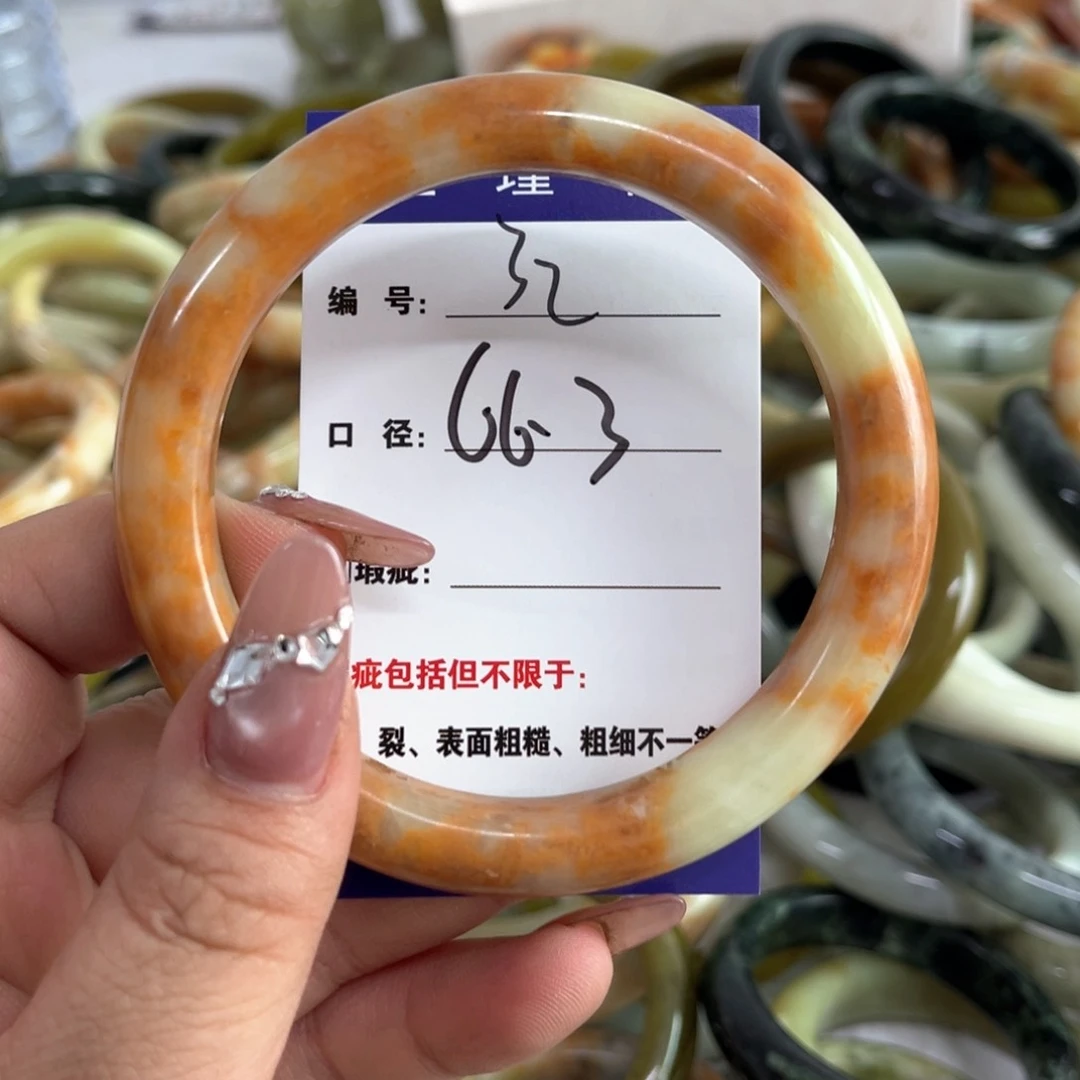 理
编 号:
口 径: 66.3
瑕疵:
疵包括但不限于:
裂、表面粗糙、粗细不一